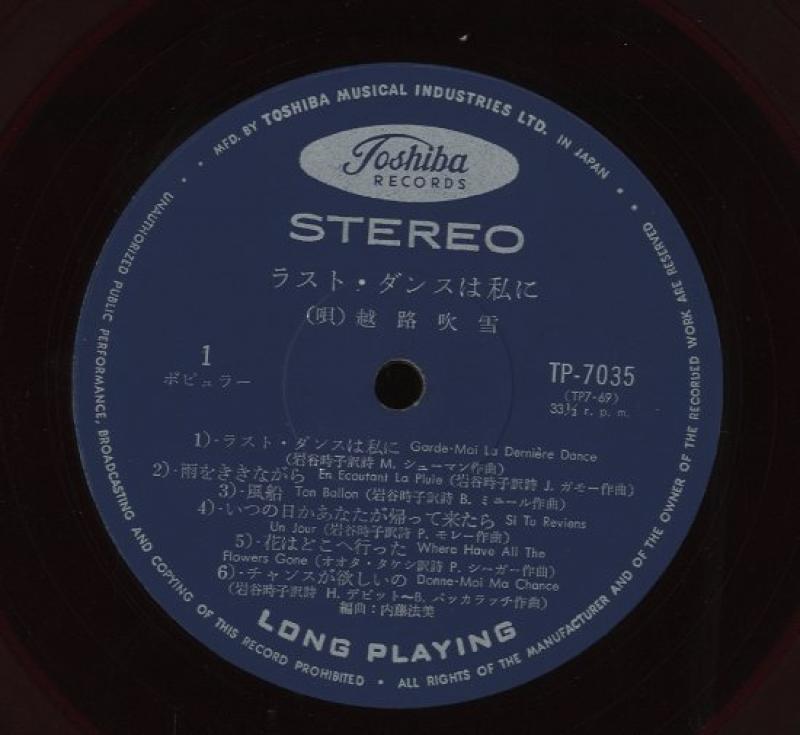 MFD. BY TOSHIBA MUSICAL INDUSTRIES LTD. IN JAPAN
Toshiba
RECORDS
STEREO
ラスト・ダンスは私に
(唄) 越路吹雪
1
ポピュラー
TP-7035
(TP7-69)
33⅓ r. p. m.
1)-ラスト・ダンスは私に Garde-Moi La Dernière Dance
(岩谷時子訳詩 M. シューマン作曲)
2)-雨をききながら En Ecoutant La Pluie (岩谷時子訳詩 J. ガモー作曲)
3)-風船 Ton Ballon (岩谷時子訳詩 B. ミニール作曲)
4)-いつの日かあなたが帰って来たら Si Tu Reviens
Un Jour (岩谷時子訳詩 P. モレー作曲)
5)-花はどこへ行った Where Have All The
Flowers Gone (オオタ・タケシ訳詩 P. シーガー作曲)
6)-チャンスが欲しいの Donne-Moi Ma Chance
(岩谷時子訳詩 H. デビット〜B. バッカラッチ作曲)
編曲:内藤法美
LONG PLAYING
UNAUTHORIZED PUBLIC PERFORMANCE, BROADCASTING AND COPYING OF THIS RECORD PROHIBITED • ALL RIGHTS OF THE MANUFACTURER AND OF THE OWNER OF THE RECORDED WORK ARE RESERVED